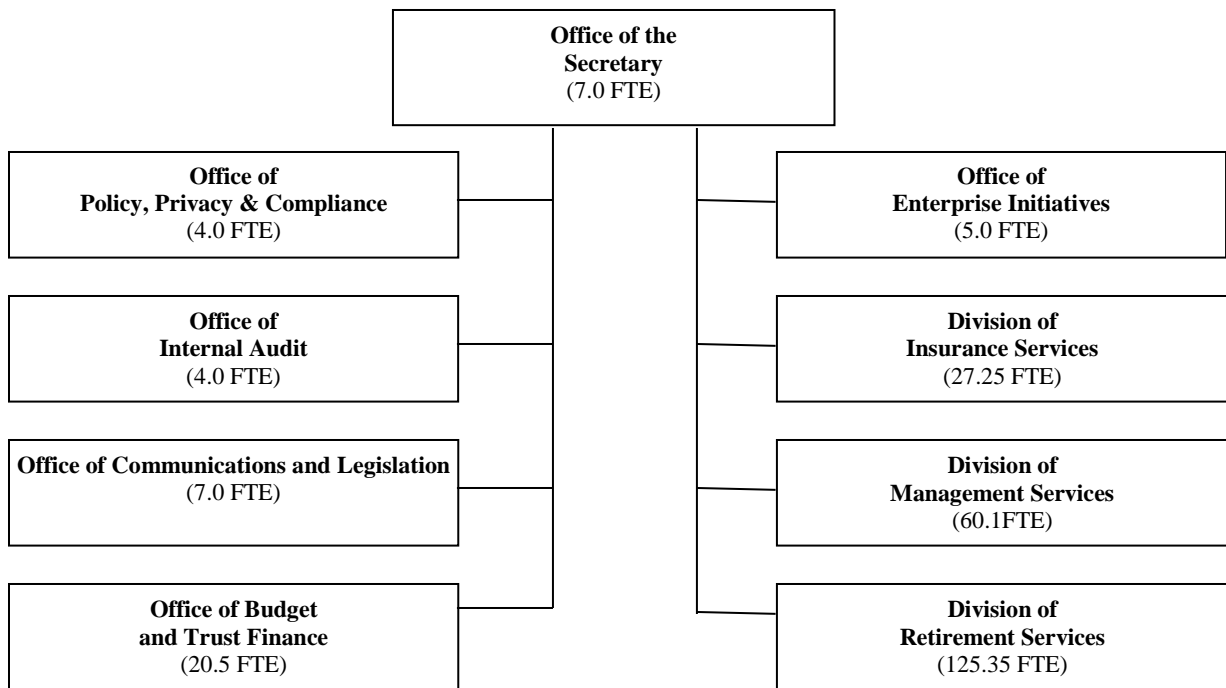 Office of the
Secretary
(7.0 FTE)
Office of
Policy, Privacy & Compliance
(4.0 FTE)
Office of
Enterprise Initiatives
(5.0 FTE)
Office of
Internal Audit
(4.0 FTE)
Division of
Insurance Services
(27.25 FTE)
Office of Communications and Legislation
(7.0 FTE)
Division of
Management Services
(60.1FTE)
Office of Budget
and Trust Finance
(20.5 FTE)
Division of
Retirement Services
(125.35 FTE)